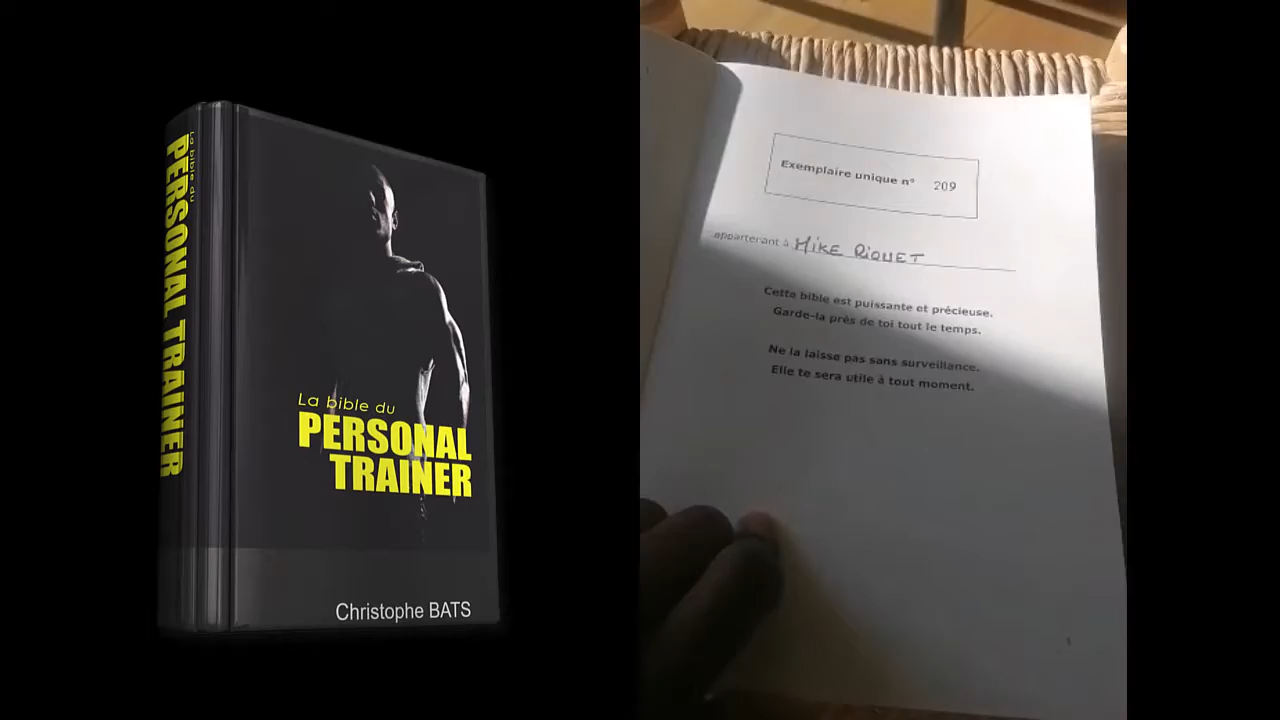 La bible du
PERSONAL TRAINER
La bible du
PERSONAL
TRAINER
Christophe BATS
Exemplaire unique n° 209
appartenant à MIKE RIQUET
Cette bible est puissante et précieuse.
Garde-la près de toi tout le temps.
Ne la laisse pas sans surveillance.
Elle te sera utile à tout moment.
1